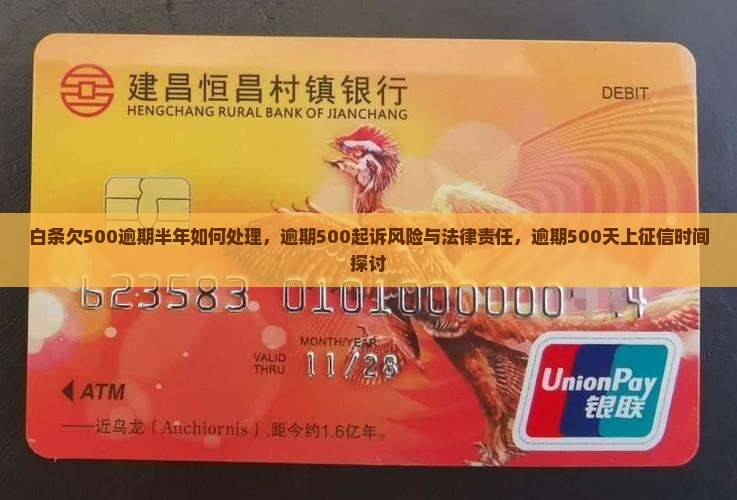 建昌恒昌村镇银行
HENGCHANG RURAL BANK OF JIANCHANG
DEBIT
白条欠500逾期半年如何处理，逾期500起诉风险与法律责任，逾期500天上征信时间
探讨
623583 0101000000 4
MONTH/YEAR
VALID
THRU
11/28
ATM
UnionPay
银联
——近鸟龙（Anchiornis）,距今约1.6亿年。